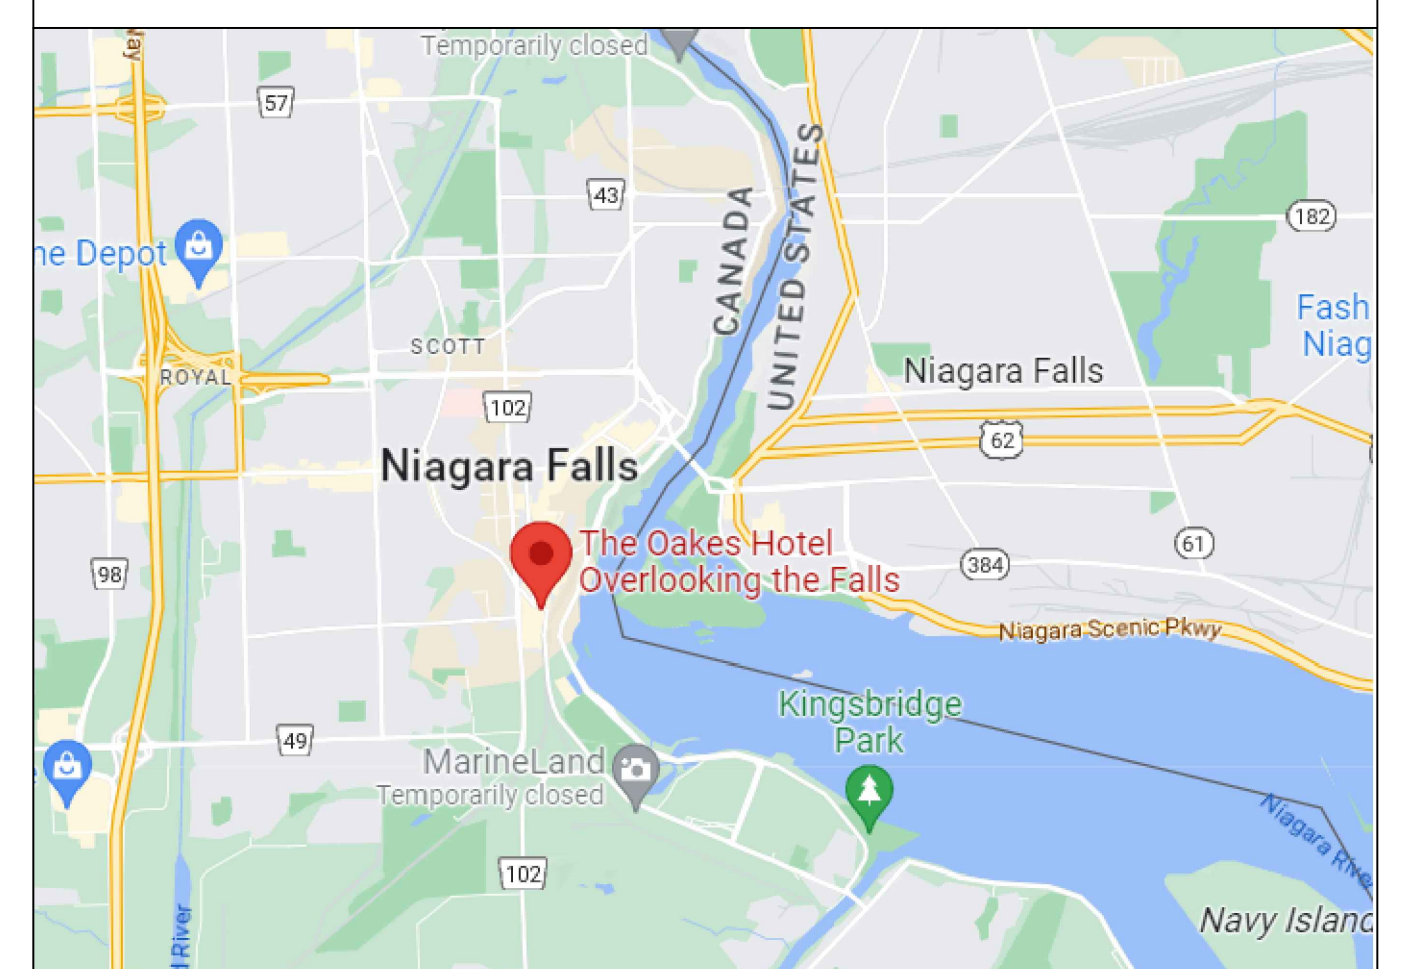 Temporarily closed
Way
57
43
CANADA
UNITED STATES
182
ne Depot
Fash
Niag
SCOTT
ROYAL
Niagara Falls
102
62
Niagara Falls
The Oakes Hotel
Overlooking the Falls
61
384
98
Niagara Scenic Pkwy
Kingsbridge
Park
49
MarineLand
Temporarily closed
Niagara River
102
Navy Island
d River